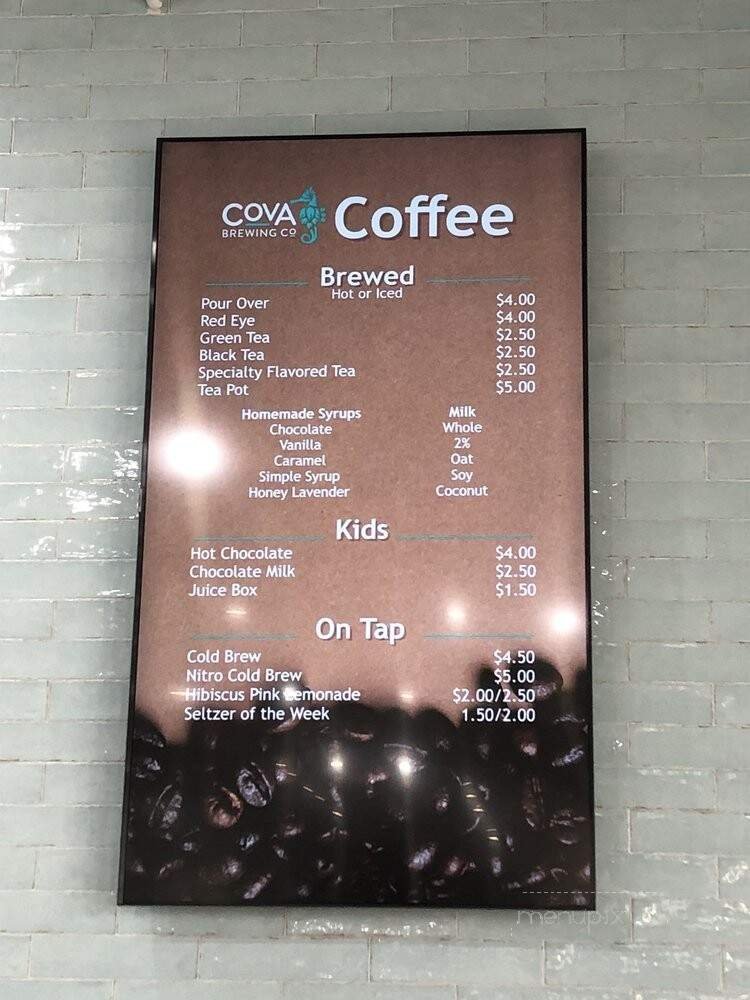 COVA
BREWING CO
Coffee
Brewed
Hot or Iced
Pour Over $4.00
Red Eye $4.00
Green Tea $2.50
Black Tea $2.50
Specialty Flavored Tea $2.50
Tea Pot $5.00
Homemade Syrups Milk
Chocolate Whole
Vanilla 2%
Caramel Oat
Simple Syrup Soy
Honey Lavender Coconut
Kids
Hot Chocolate $4.00
Chocolate Milk $2.50
Juice Box $1.50
On Tap
Cold Brew $4.50
Nitro Cold Brew $5.00
Hibiscus Pink Lemonade $2.00/2.50
Seltzer of the Week 1.50/2.00
menupix